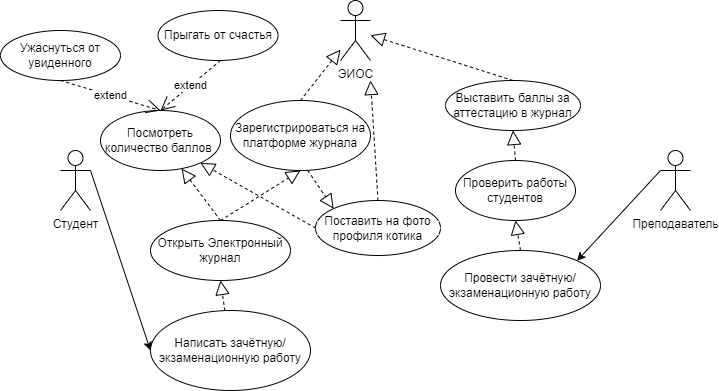 Прыгать от счастья
Ужаснуться от
увиденного
ЭИОС
extend
extend
Выставить баллы за
аттестацию в журнал
Посмотреть
количество баллов
Зарегистрироваться на
платформе журнала
Проверить работы
студентов
Студент
Поставить на фото
профиля котика
Преподаватель
Открыть Электронный
журнал
Провести зачётную/
экзаменационную работу
Написать зачётную/
экзаменационную работу